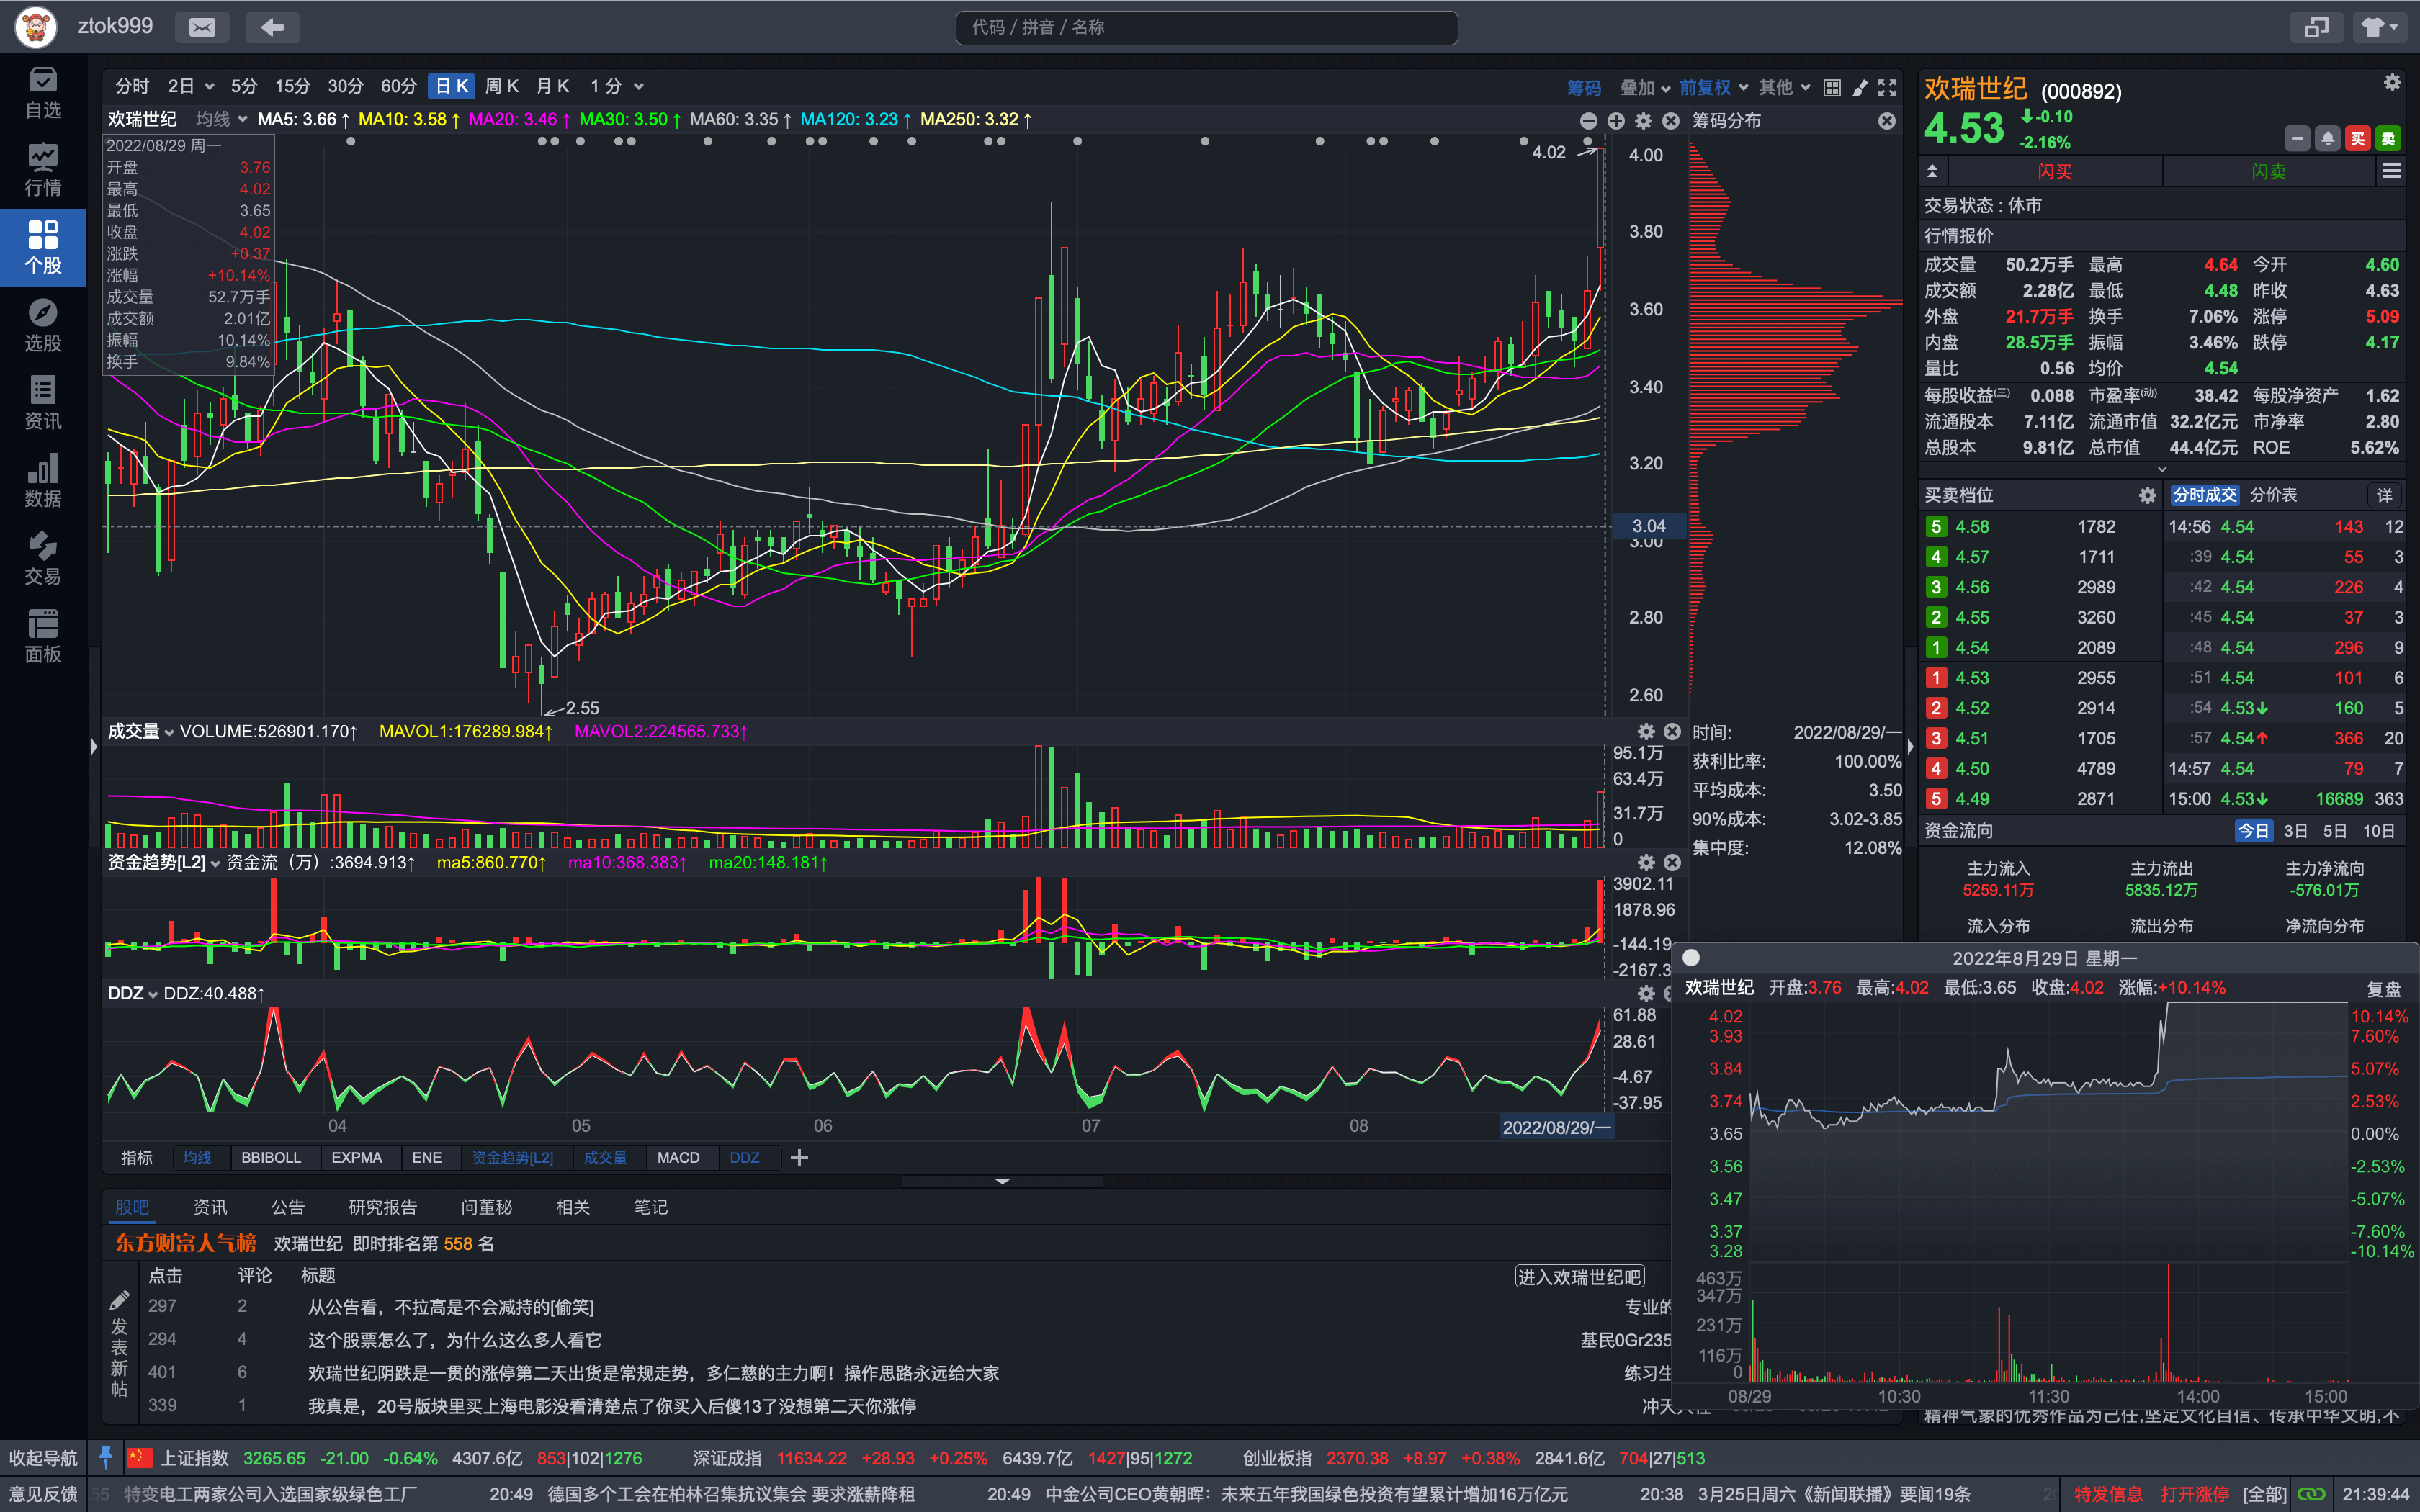 ztok999
代码 / 拼音 / 名称
自选
行情
个股
选股
资讯
数据
交易
面板
分时 2日 5分 15分 30分 60分 日K 周K 月K 1分 筹码 叠加 前复权 其他
欢瑞世纪 均线 MA5: 3.66↑ MA10: 3.58↑ MA20: 3.46↑ MA30: 3.50↑ MA60: 3.35↑ MA120: 3.23↑ MA250: 3.32↑
2022/08/29 周一
开盘 3.76
最高 4.02
最低 3.65
收盘 4.02
涨跌 +0.37
涨幅 +10.14%
成交量 52.7万手
成交额 2.01亿
振幅 10.14%
换手 9.84%
4.02
2.55
4.00
3.80
3.60
3.40
3.20
3.04
3.00
2.80
2.60
筹码分布
时间: 2022/08/29/一
获利比率: 100.00%
平均成本: 3.50
90%成本: 3.02-3.85
集中度: 12.08%
成交量 VOLUME:526901.170↑ MAVOL1:176289.984↑ MAVOL2:224565.733↑
95.1万
63.4万
31.7万
0
资金趋势[L2] 资金流（万）:3694.913↑ ma5:860.770↑ ma10:368.383↑ ma20:148.181↑
3902.11
1878.96
-144.19
-2167.3
DDZ DDZ:40.488↑
61.88
28.61
-4.67
-37.95
04 05 06 07 08 2022/08/29/一
指标 均线 BBIBOLL EXPMA ENE 资金趋势[L2] 成交量 MACD DDZ
股吧 资讯 公告 研究报告 问董秘 相关 笔记
东方财富人气榜 欢瑞世纪 即时排名第 558 名
点击 评论 标题 进入欢瑞世纪吧
发表新帖
297 2 从公告看，不拉高是不会减持的[偷笑] 专业的
294 4 这个股票怎么了，为什么这么多人看它 基民0Gr235
401 6 欢瑞世纪阴跌是一贯的涨停第二天出货是常规走势，多仁慈的主力啊！操作思路永远给大家 练习生
339 1 我真是，20号版块里买上海电影没看清楚点了你买入后傻13了没想第二天你涨停 冲天
欢瑞世纪 (000892)
4.53 -0.10
-2.16%
买 卖
闪买 闪卖
交易状态 : 休市
行情报价
成交量 50.2万手 最高 4.64 今开 4.60
成交额 2.28亿 最低 4.48 昨收 4.63
外盘 21.7万手 换手 7.06% 涨停 5.09
内盘 28.5万手 振幅 3.46% 跌停 4.17
量比 0.56 均价 4.54
每股收益(三) 0.088 市盈率(动) 38.42 每股净资产 1.62
流通股本 7.11亿 流通市值 32.2亿元 市净率 2.80
总股本 9.81亿 总市值 44.4亿元 ROE 5.62%
买卖档位 分时成交 分价表 详
5 4.58 1782 14:56 4.54 143 12
4 4.57 1711 :39 4.54 55 3
3 4.56 2989 :42 4.54 226 4
2 4.55 3260 :45 4.54 37 3
1 4.54 2089 :48 4.54 296 9
1 4.53 2955 :51 4.54 101 6
2 4.52 2914 :54 4.53↓ 160 5
3 4.51 1705 :57 4.54↑ 366 20
4 4.50 4789 14:57 4.54 79 7
5 4.49 2871 15:00 4.53↓ 16689 363
资金流向 今日 3日 5日 10日
主力流入 主力流出 主力净流向
5259.11万 5835.12万 -576.01万
流入分布 流出分布 净流向分布
2022年8月29日 星期一
欢瑞世纪 开盘:3.76 最高:4.02 最低:3.65 收盘:4.02 涨幅:+10.14% 复盘
4.02 10.14%
3.93 7.60%
3.84 5.07%
3.74 2.53%
3.65 0.00%
3.56 -2.53%
3.47 -5.07%
3.37 -7.60%
3.28 -10.14%
463万
347万
231万
116万
0
08/29 10:30 11:30 14:00 15:00
精神气象的优秀作品为己任,坚定文化自信、传承中华文明,不
收起导航 上证指数 3265.65 -21.00 -0.64% 4307.6亿 853|102|1276 深证成指 11634.22 +28.93 +0.25% 6439.7亿 1427|95|1272 创业板指 2370.38 +8.97 +0.38% 2841.6亿 704|27|513
意见反馈 55 特变电工两家公司入选国家级绿色工厂 20:49 德国多个工会在柏林召集抗议集会 要求涨薪降租 20:49 中金公司CEO黄朝晖：未来五年我国绿色投资有望累计增加16万亿元 20:38 3月25日周六《新闻联播》要闻19条 特发信息 打开涨停 [全部] 21:39:44